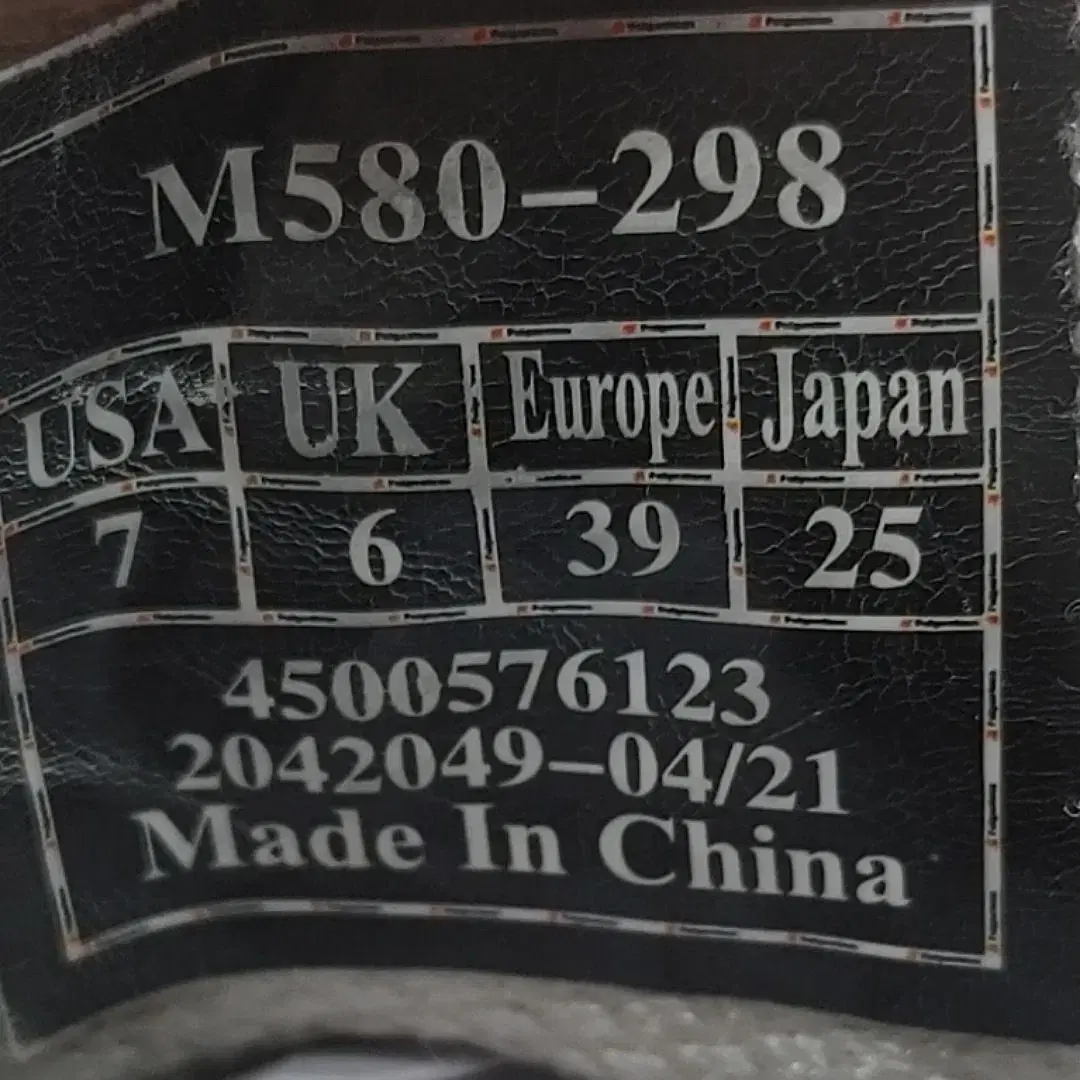 M580-298
USA UK Europe Japan
7 6 39 25
4500576123
2042049-04/21
Made In China